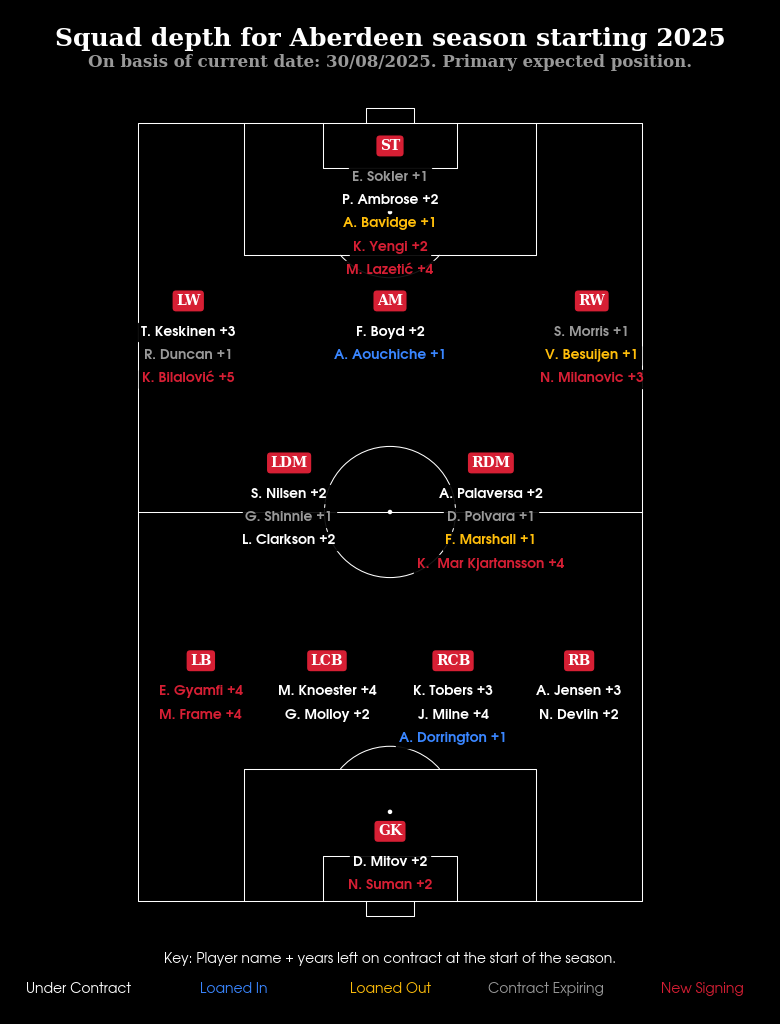 Squad depth for Aberdeen season starting 2025
On basis of current date: 30/08/2025. Primary expected position.
ST
E. Sokler +1
P. Ambrose +2
A. Bavidge +1
K. Yengi +2
M. Lazetić +4
LW
AM
RW
T. Keskinen +3
F. Boyd +2
S. Morris +1
R. Duncan +1
A. Aouchiche +1
V. Besuijen +1
K. Bilalović +5
N. Milanovic +3
LDM
RDM
S. Nilsen +2
A. Palaversa +2
G. Shinnie +1
D. Polvara +1
L. Clarkson +2
F. Marshall +1
K. Mar Kjartansson +4
LB
LCB
RCB
RB
E. Gyamfi +4
M. Knoester +4
K. Tobers +3
A. Jensen +3
M. Frame +4
G. Molloy +2
J. Milne +4
N. Devlin +2
A. Dorrington +1
GK
D. Mitov +2
N. Suman +2
Key: Player name + years left on contract at the start of the season.
Under Contract
Loaned In
Loaned Out
Contract Expiring
New Signing